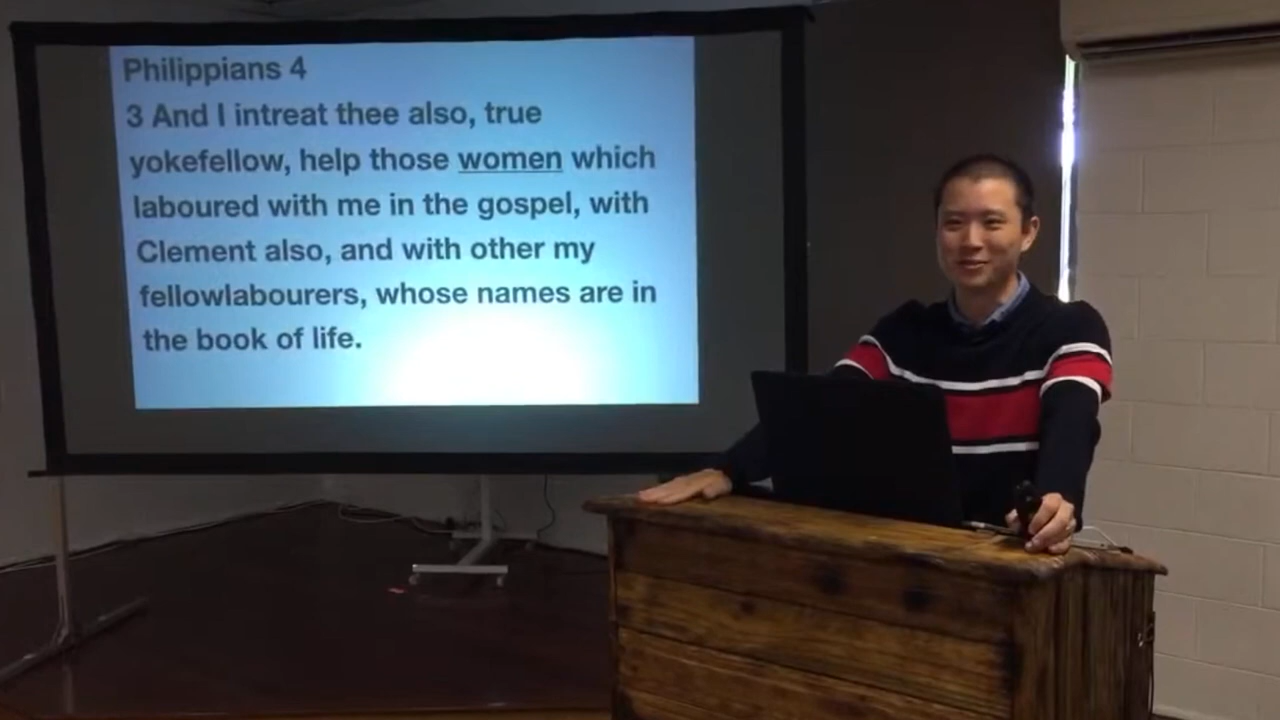 Philippians 4
3 And I intreat thee also, true
yokefellow, help those women which
laboured with me in the gospel, with
Clement also, and with other my
fellowlabourers, whose names are in
the book of life.